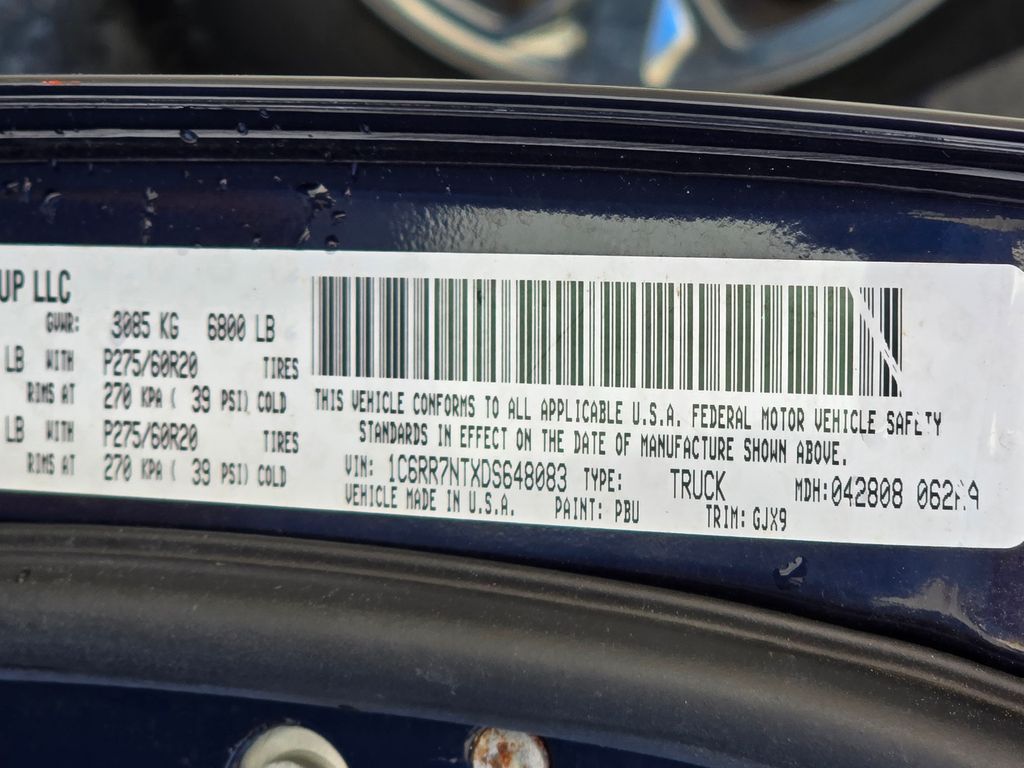 UP LLC
GVWR: 3085 KG 6800 LB
LB WITH P275/60R20 TIRES
RIMS AT 270 KPA ( 39 PSI) COLD
LB WITH P275/60R20 TIRES
RIMS AT 270 KPA ( 39 PSI) COLD
THIS VEHICLE CONFORMS TO ALL APPLICABLE U.S.A. FEDERAL MOTOR VEHICLE SAFETY
STANDARDS IN EFFECT ON THE DATE OF MANUFACTURE SHOWN ABOVE.
VIN: 1C6RR7NTXDS648083 TYPE: TRUCK MDH:042808
VEHICLE MADE IN U.S.A. PAINT: PBU TRIM: GJX9